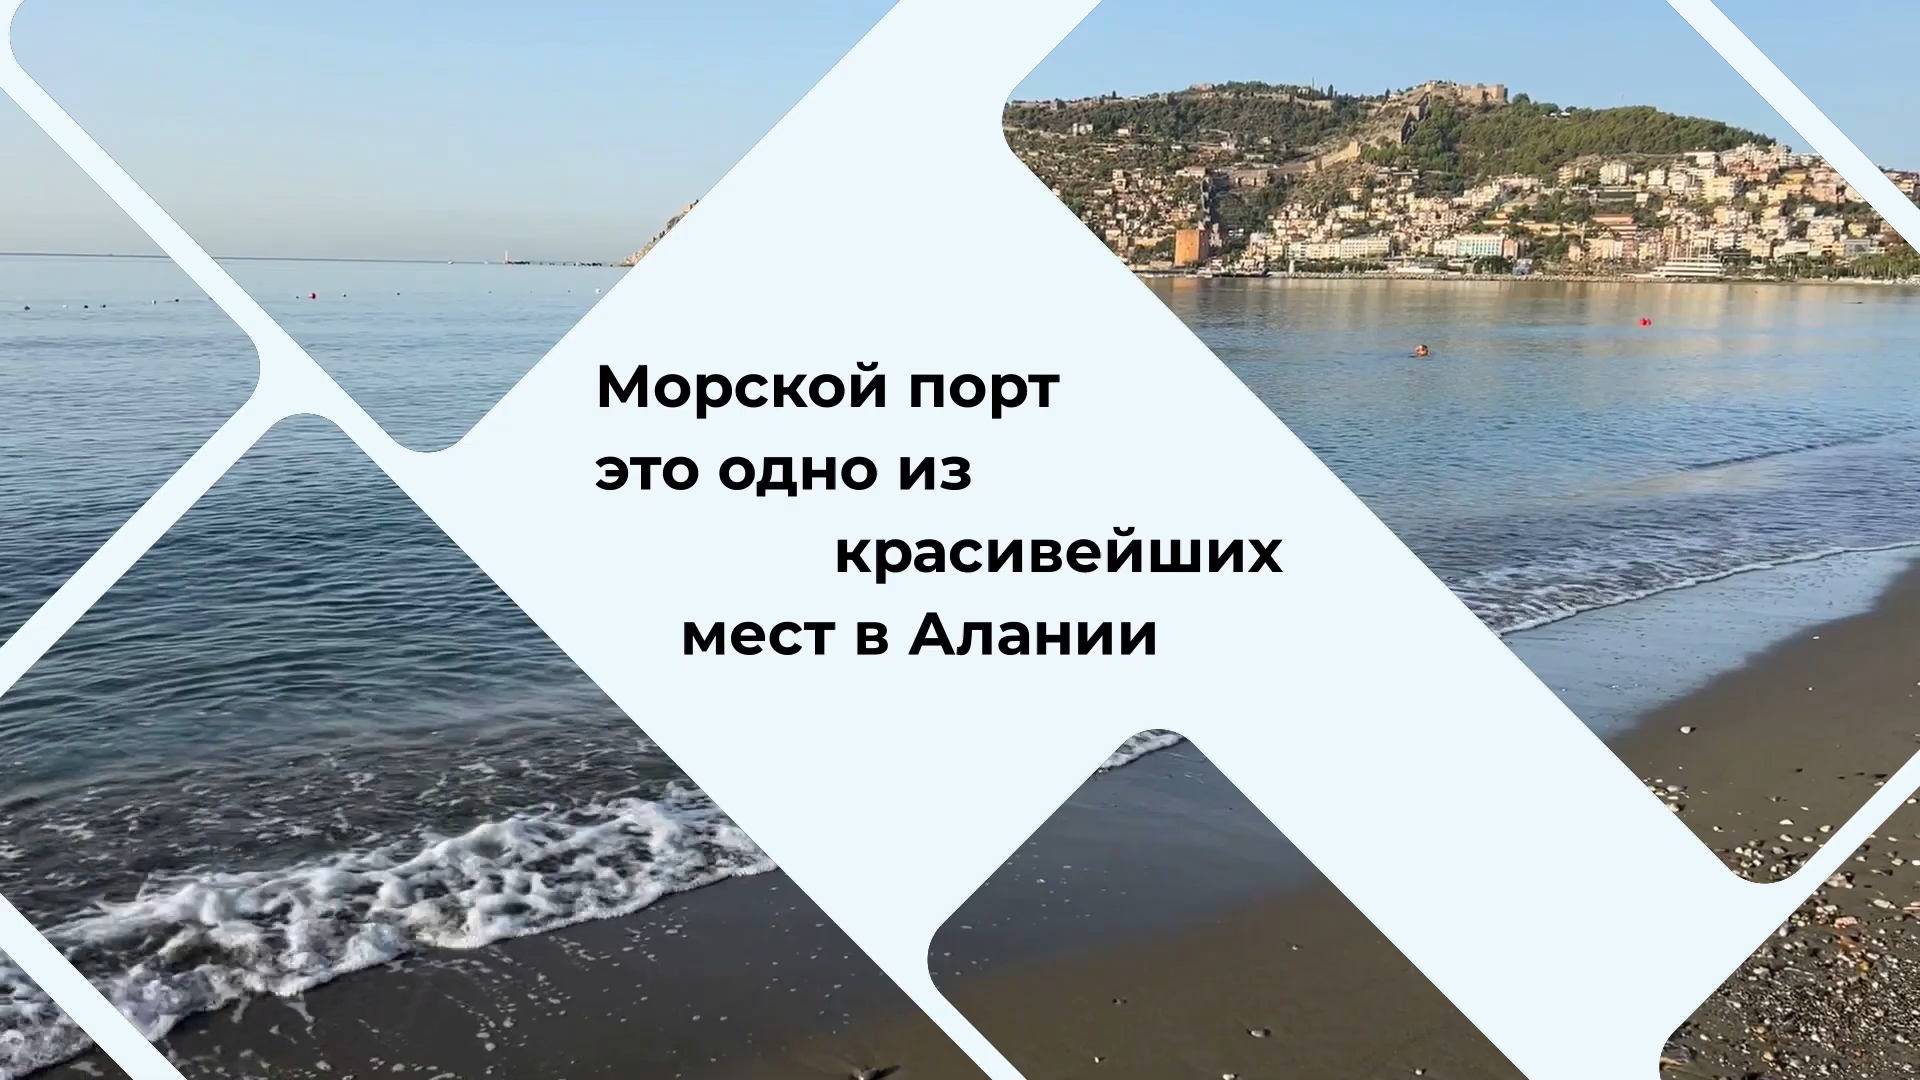 Морской порт
это одно из
красивейших
мест в Алании